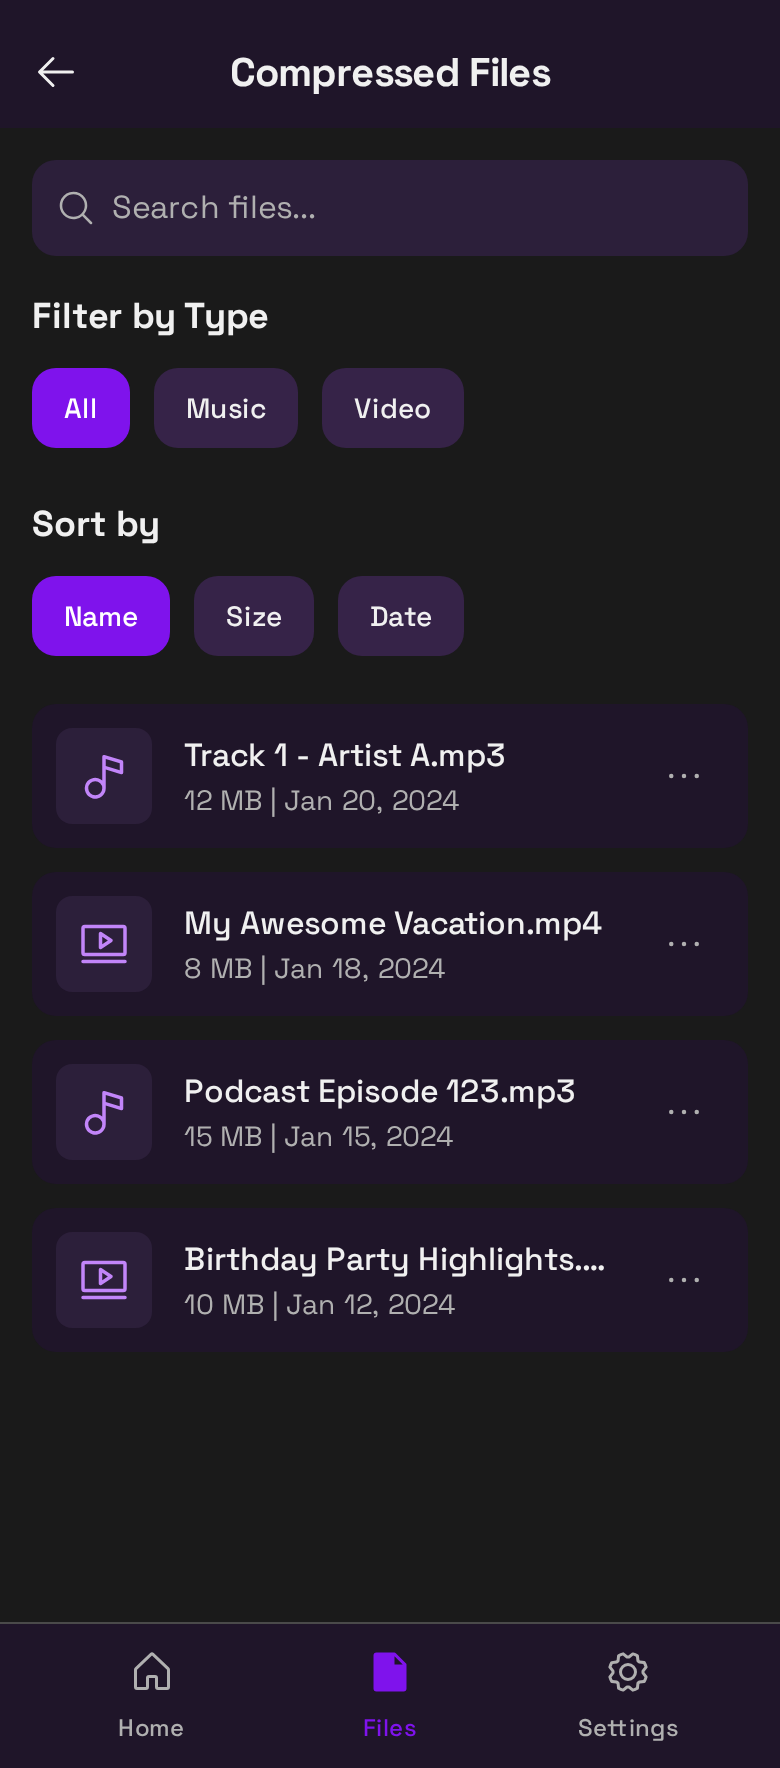 Compressed Files
Search files...
Filter by Type
All
Music
Video
Sort by
Name
Size
Date
Track 1 - Artist A.mp3
12 MB | Jan 20, 2024
My Awesome Vacation.mp4
8 MB | Jan 18, 2024
Podcast Episode 123.mp3
15 MB | Jan 15, 2024
Birthday Party Highlights....
10 MB | Jan 12, 2024
Home
Files
Settings